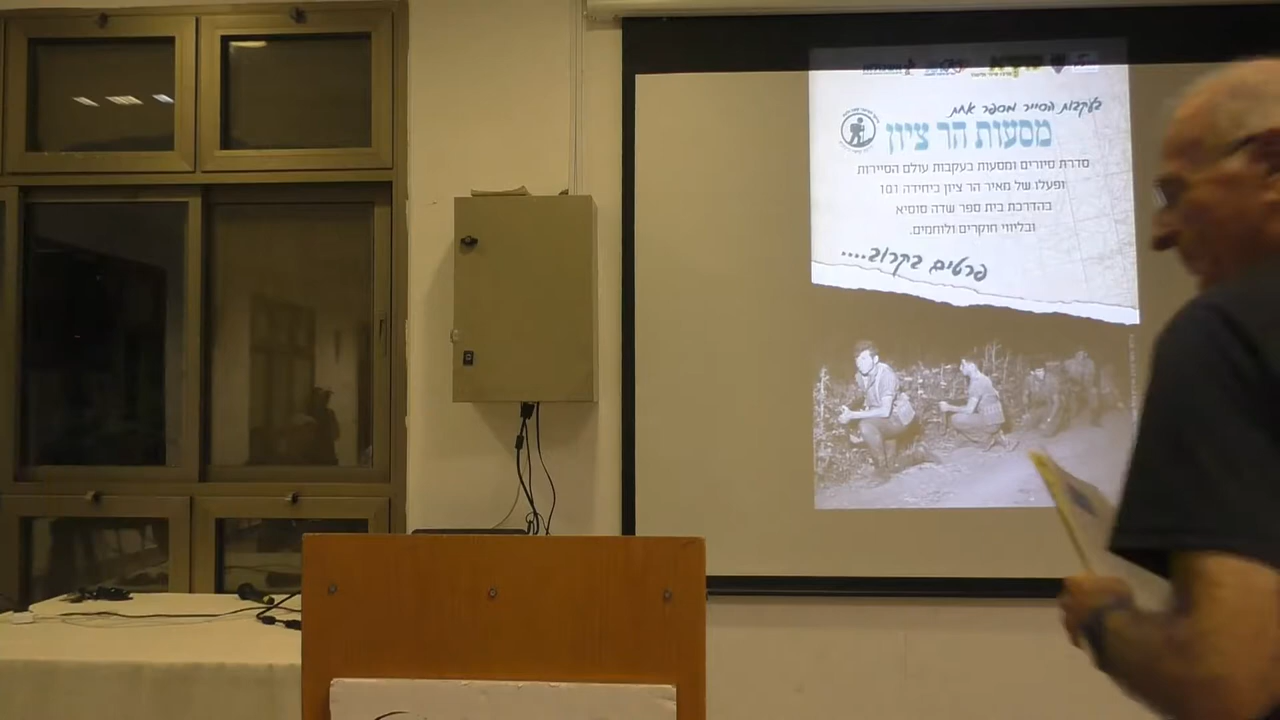 בעקבות הסייר מספר אחת
מסעות הר ציון
סדרת סיורים ומסעות בעקבות עולם הסיירות
ופעלו של מאיר הר ציון ביחידה 101
בהדרכת בית ספר שדה סוסיא
ובליווי חוקרים ולוחמים.
פרטים בקרוב....